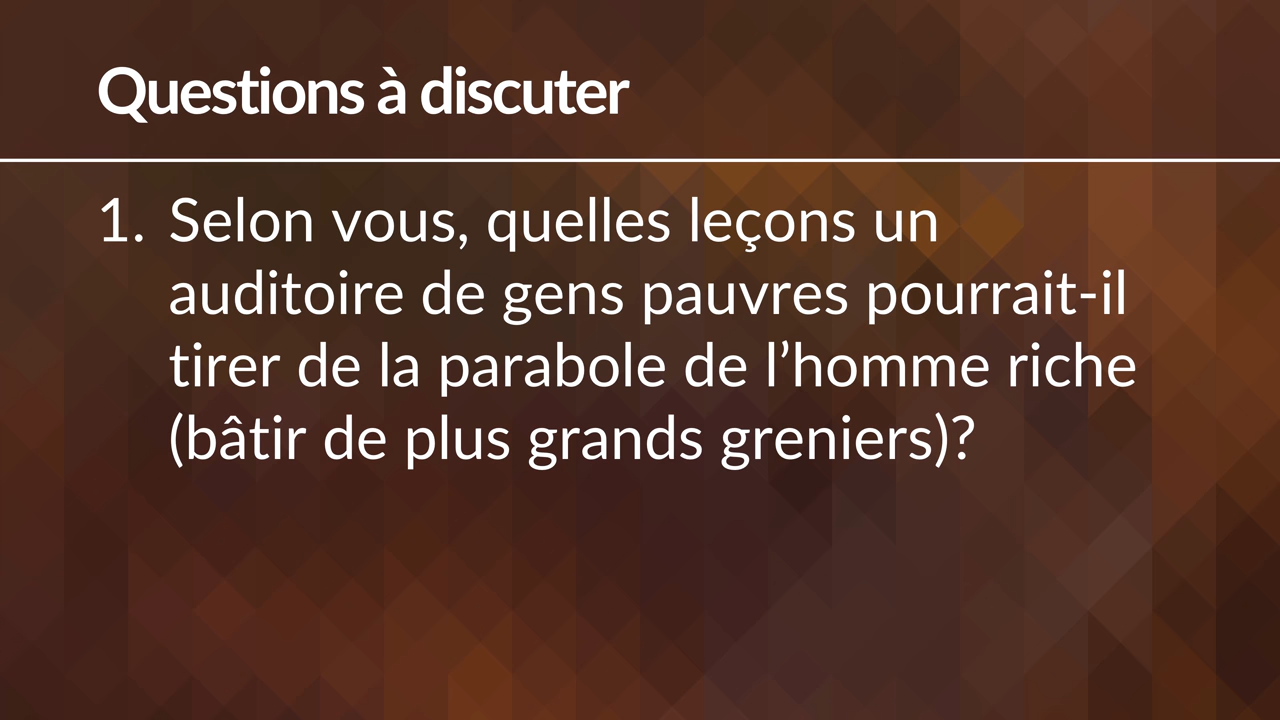 Questions à discuter
1. Selon vous, quelles leçons un
auditoire de gens pauvres pourrait-il
tirer de la parabole de l’homme riche
(bâtir de plus grands greniers)?